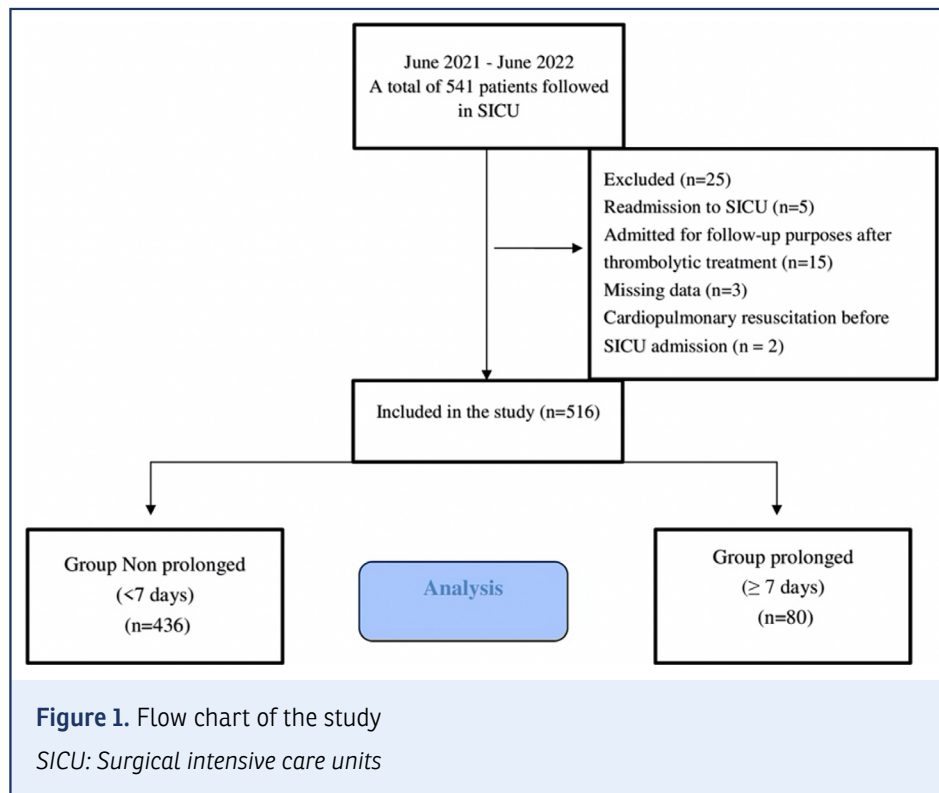 June 2021 - June 2022
A total of 541 patients followed
in SICU
Excluded (n=25)
Readmission to SICU (n=5)
Admitted for follow-up purposes after
thrombolytic treatment (n=15)
Missing data (n=3)
Cardiopulmonary resuscitation before
SICU admission (n = 2)
Included in the study (n=516)
Group Non prolonged
(<7 days)
(n=436)
Analysis
Group prolonged
(≥ 7 days)
(n=80)
Figure 1. Flow chart of the study
SICU: Surgical intensive care units